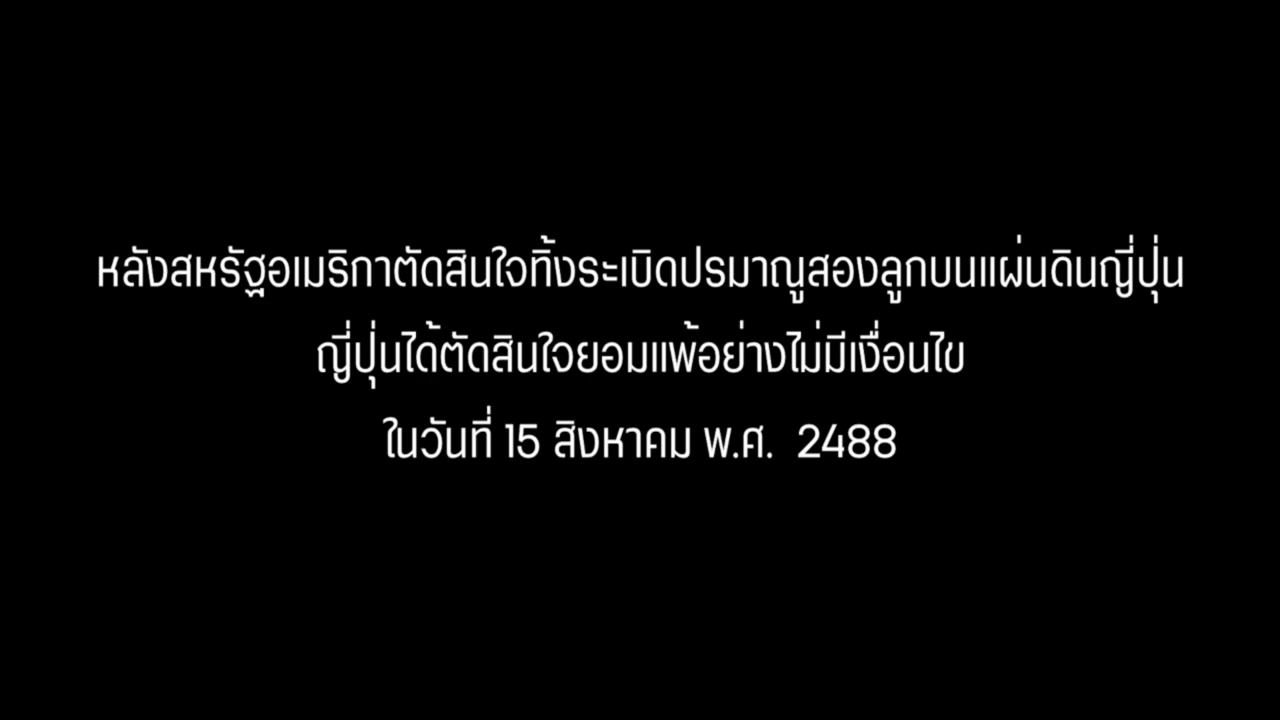 หลังสหรัฐอเมริกาตัดสินใจทิ้งระเบิดปรมาณูสองลูกบนแผ่นดินญี่ปุ่น
ญี่ปุ่นได้ตัดสินใจยอมแพ้อย่างไม่มีเงื่อนไข
ในวันที่ 15 สิงหาคม พ.ศ. 2488